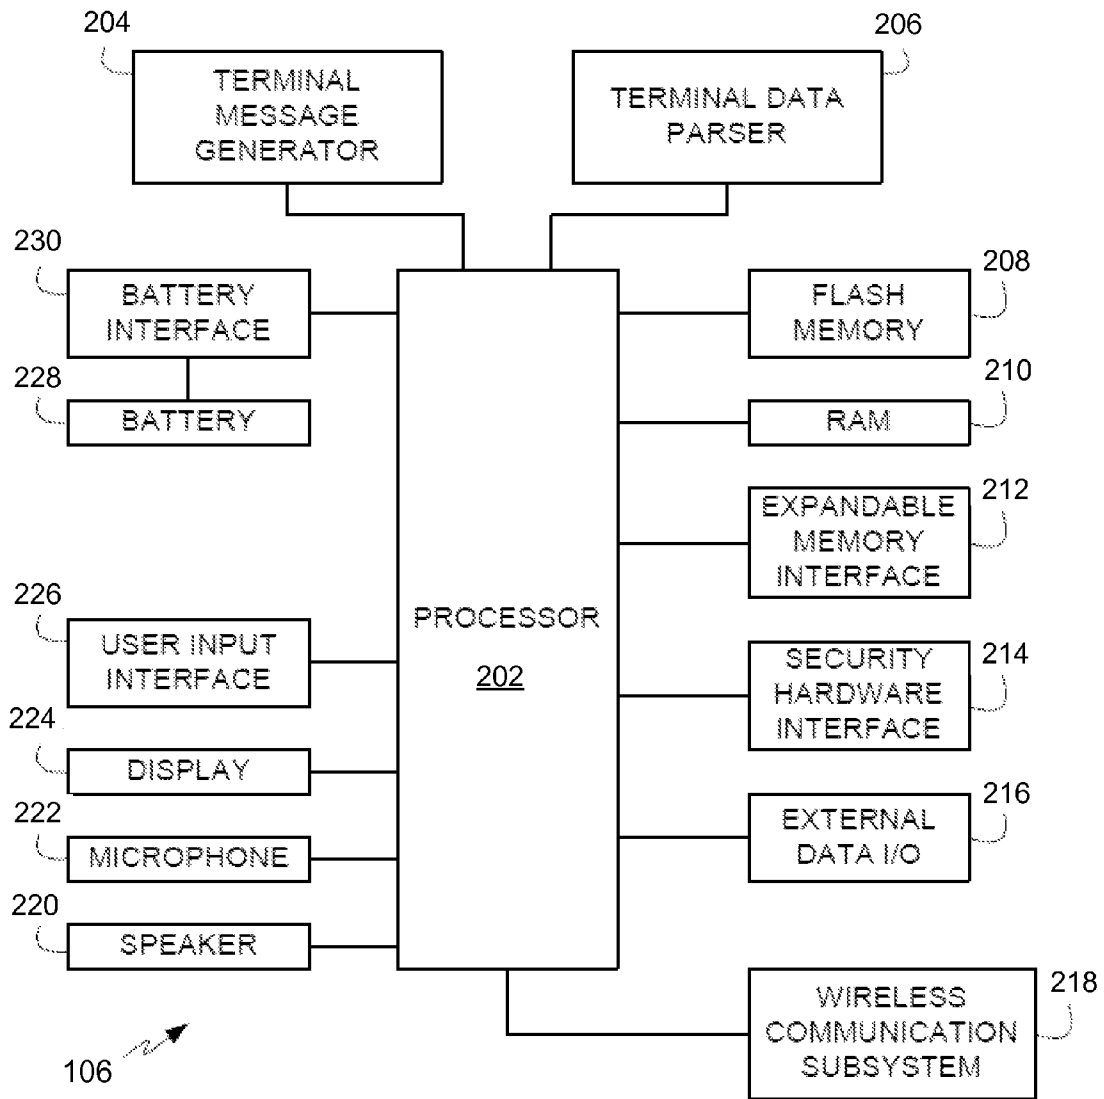 204
TERMINAL
MESSAGE
GENERATOR
206
TERMINAL DATA
PARSER
230
BATTERY
INTERFACE
228
BATTERY
226
USER INPUT
INTERFACE
224
DISPLAY
222
MICROPHONE
220
SPEAKER
PROCESSOR
202
208
FLASH
MEMORY
210
RAM
212
EXPANDABLE
MEMORY
INTERFACE
214
SECURITY
HARDWARE
INTERFACE
216
EXTERNAL
DATA I/O
218
WIRELESS
COMMUNICATION
SUBSYSTEM
106